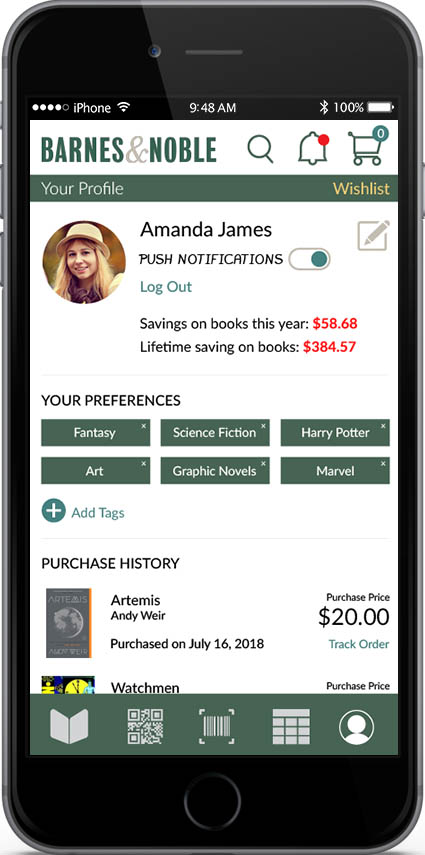 iPhone 9:48 AM 100%
BARNES&NOBLE
0
Your Profile Wishlist
Amanda James
PUSH NOTIFICATIONS
Log Out
Savings on books this year: $58.68
Lifetime saving on books: $384.57
YOUR PREFERENCES
Fantasy × Science Fiction × Harry Potter ×
Art × Graphic Novels × Marvel ×
Add Tags
PURCHASE HISTORY
ARTEMIS
ANDY WEIR
Artemis
Andy Weir
Purchased on July 16, 2018
Purchase Price
$20.00
Track Order
Watchmen
Purchase Price